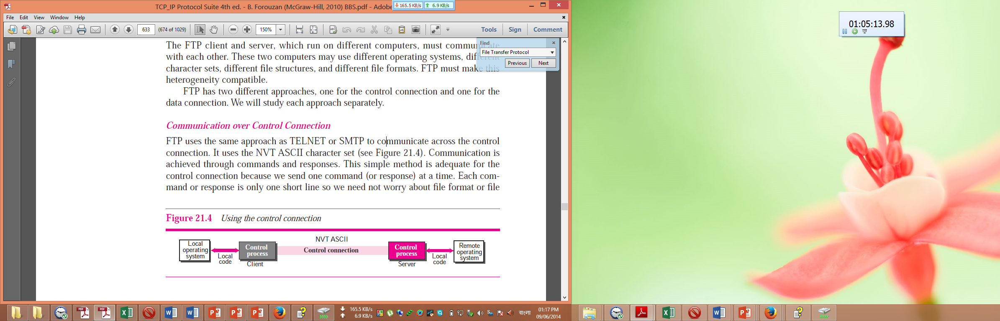 TCP_IP Protocol Suite 4th ed. - B. Forouzan (McGraw-Hill, 2010) BBS.pdf - Adobe
165.5 KB/s 6.9 KB/s
File Edit View Window Help
633 (674 of 1029) 150% Tools Sign Comment
Find
File Transfer Protocol
Previous Next
The FTP client and server, which run on different computers, must communicate
with each other. These two computers may use different operating systems, different
character sets, different file structures, and different file formats. FTP must make this
heterogeneity compatible.
FTP has two different approaches, one for the control connection and one for the
data connection. We will study each approach separately.
Communication over Control Connection
FTP uses the same approach as TELNET or SMTP to communicate across the control
connection. It uses the NVT ASCII character set (see Figure 21.4). Communication is
achieved through commands and responses. This simple method is adequate for the
control connection because we send one command (or response) at a time. Each com-
mand or response is only one short line so we need not worry about file format or file
Figure 21.4 Using the control connection
NVT ASCII
Control connection
Local
operating
system
Local
code
Control
process
Client
Control
process
Server
Local
code
Remote
operating
system
01:05:13.98
165.5 KB/s
6.9 KB/s
বাংলা
01:17 PM
09/06/2014